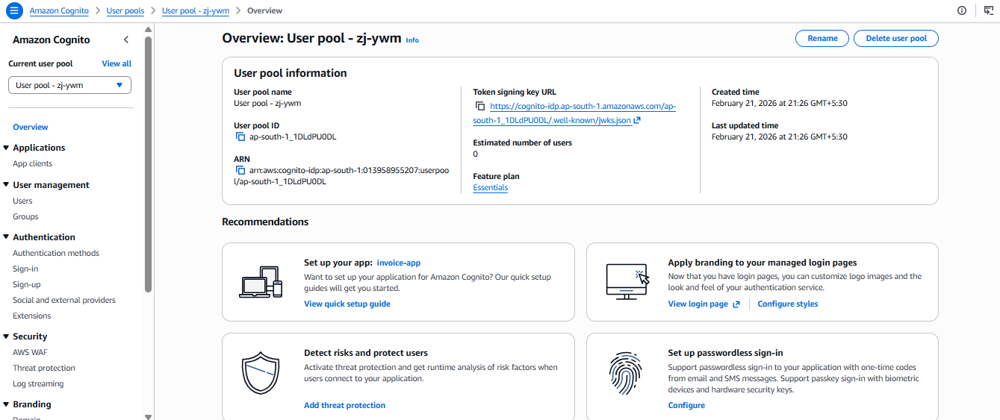 Amazon Cognito > User pools > User pool - zj-ywm > Overview
Amazon Cognito
Current user pool View all
User pool - zj-ywm
Overview
Applications
App clients
User management
Users
Groups
Authentication
Authentication methods
Sign-in
Sign-up
Social and external providers
Extensions
Security
AWS WAF
Threat protection
Log streaming
Branding
Domain
Overview: User pool - zj-ywm Info
Rename
Delete user pool
User pool information
User pool name
User pool - zj-ywm
User pool ID
ap-south-1_1DLdPU0DL
ARN
arn:aws:cognito-idp:ap-south-1:013958955207:userpoo
l/ap-south-1_1DLdPU0DL
Token signing key URL
https://cognito-idp.ap-south-1.amazonaws.com/ap-
south-1_1DLdPU0DL/.well-known/jwks.json
Estimated number of users
0
Feature plan
Essentials
Created time
February 21, 2026 at 21:26 GMT+5:30
Last updated time
February 21, 2026 at 21:26 GMT+5:30
Recommendations
Set up your app: invoice-app
Want to set up your application for Amazon Cognito? Our quick setup
guides will get you started.
View quick setup guide
Apply branding to your managed login pages
Now that you have login pages, you can customize logo images and the
look and feel of your authentication service.
View login page Configure styles
Detect risks and protect users
Activate threat protection and get runtime analysis of risk factors when
users connect to your application.
Add threat protection
Set up passwordless sign-in
Support passwordless sign-in to your application with one-time codes
from email and SMS messages. Support passkey sign-in with biometric
devices and hardware security keys.
Configure